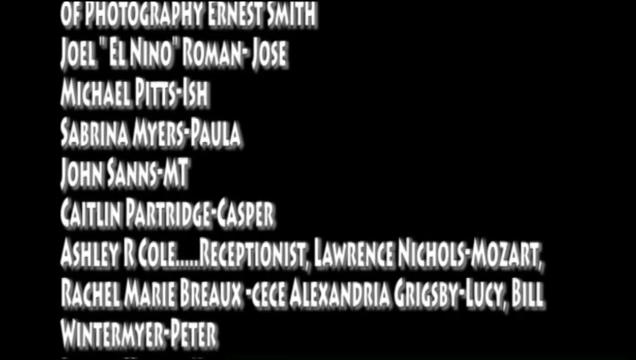 of Photography Ernest Smith
Joel " El Nino" Roman- Jose
Michael Pitts-Ish
Sabrina Myers-Paula
John Sanns-MT
Caitlin Partridge-Casper
Ashley R Cole.....Receptionist, Lawrence Nichols-Mozart,
Rachel Marie Breaux -cece Alexandria Grigsby-Lucy, Bill
Wintermyer-Peter